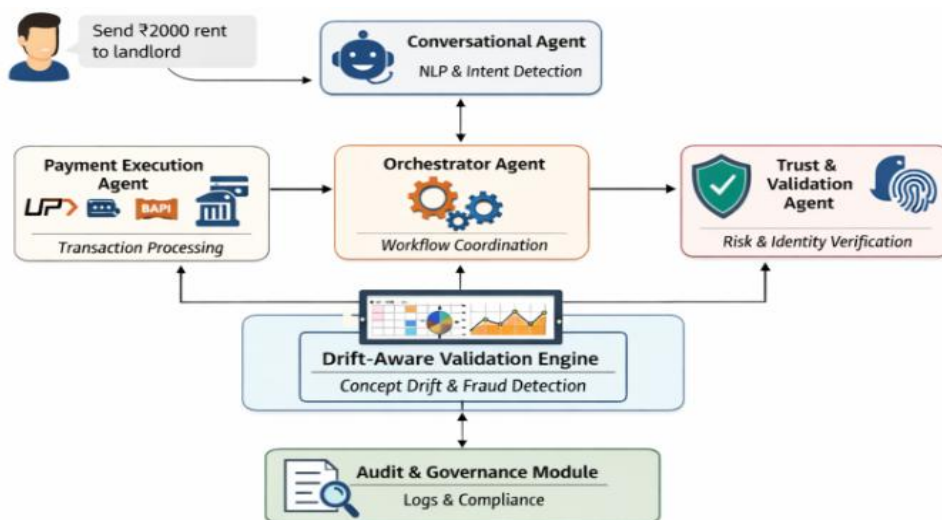 Send ₹2000 rent
to landlord
Conversational Agent
NLP & Intent Detection
Payment Execution
Agent
UP
BAPI
Transaction Processing
Orchestrator Agent
Workflow Coordination
Trust &
Validation
Agent
Risk & Identity Verification
Drift-Aware Validation Engine
Concept Drift & Fraud Detection
Audit & Governance Module
Logs & Compliance